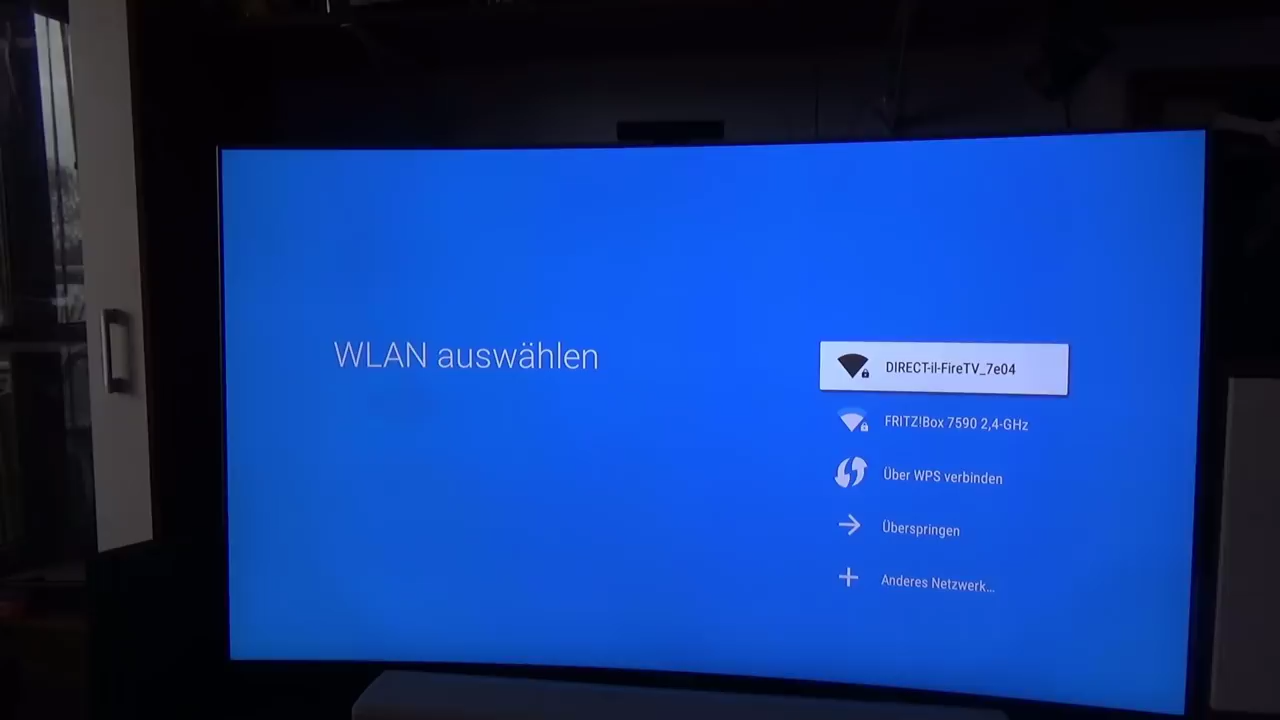 WLAN auswählen
DIRECT-il-FireTV_7e04
FRITZ!Box 7590 2,4-GHz
Über WPS verbinden
Überspringen
Anderes Netzwerk...